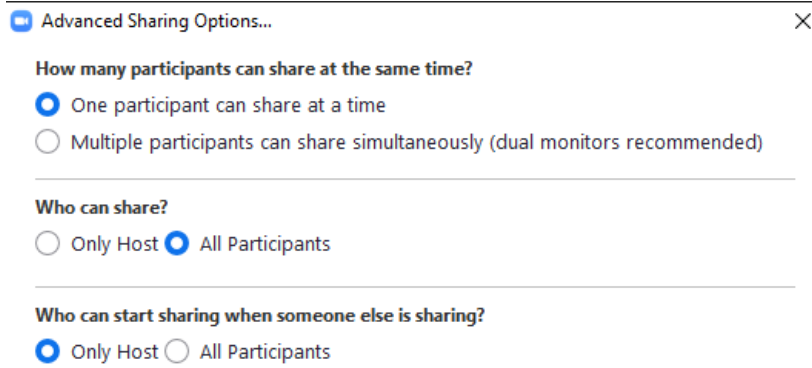 Advanced Sharing Options...
How many participants can share at the same time?
One participant can share at a time
Multiple participants can share simultaneously (dual monitors recommended)
Who can share?
Only Host All Participants
Who can start sharing when someone else is sharing?
Only Host All Participants